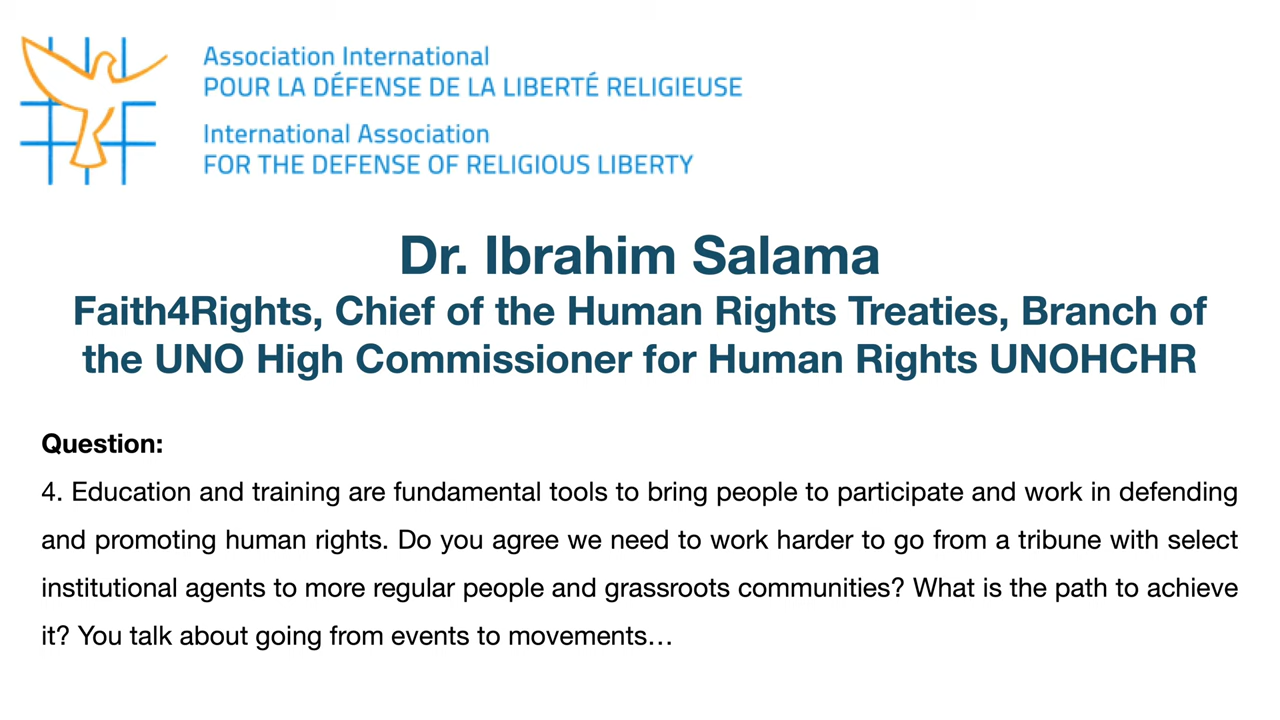 Association International
POUR LA DÉFENSE DE LA LIBERTÉ RELIGIEUSE
International Association
FOR THE DEFENSE OF RELIGIOUS LIBERTY
Dr. Ibrahim Salama
Faith4Rights, Chief of the Human Rights Treaties, Branch of
the UNO High Commissioner for Human Rights UNOHCHR
Question:
4. Education and training are fundamental tools to bring people to participate and work in defending
and promoting human rights. Do you agree we need to work harder to go from a tribune with select
institutional agents to more regular people and grassroots communities? What is the path to achieve
it? You talk about going from events to movements…